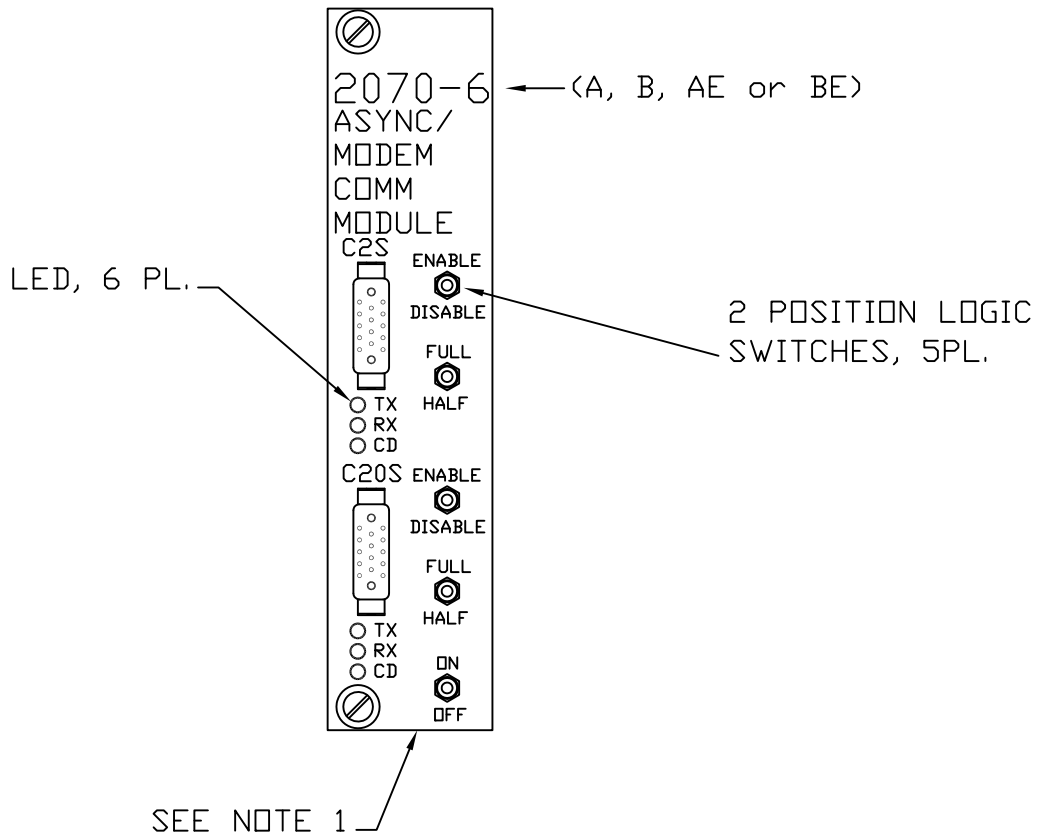 2070-6
(A, B, AE or BE)
ASYNC/
MODEM
COMM
MODULE
C2S
ENABLE
DISABLE
LED, 6 PL.
2 POSITION LOGIC
SWITCHES, 5PL.
FULL
HALF
TX
RX
CD
C20S
ENABLE
DISABLE
FULL
HALF
TX
RX
CD
ON
OFF
SEE NOTE 1